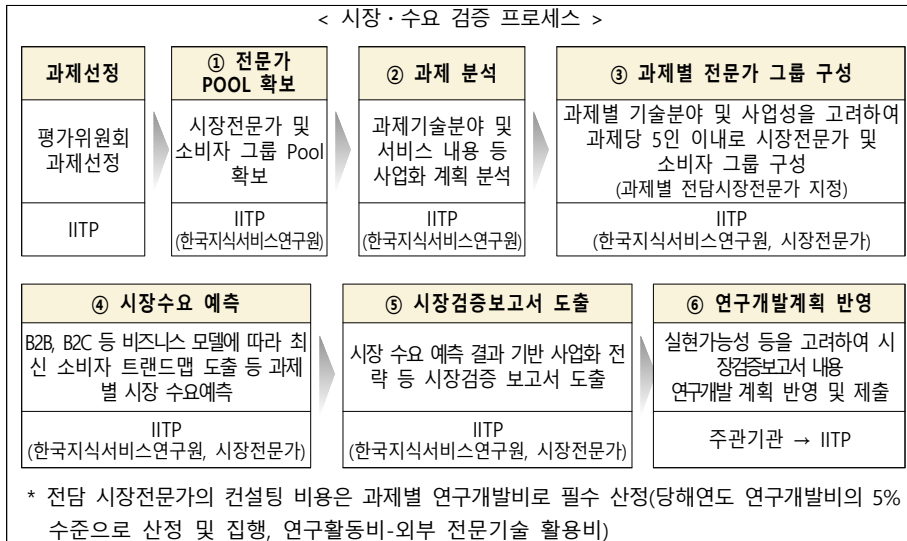 < 시장 · 수요 검증 프로세스 >
과제선정
평가위원회
과제선정
IITP
① 전문가
POOL 확보
시장전문가 및
소비자 그룹 Pool
확보
IITP
(한국지식서비스연구원)
② 과제 분석
과제기술분야 및
서비스 내용 등
사업화 계획 분석
IITP
(한국지식서비스연구원)
③ 과제별 전문가 그룹 구성
과제별 기술분야 및 사업성을 고려하여
과제당 5인 이내로 시장전문가 및
소비자 그룹 구성
(과제별 전담시장전문가 지정)
IITP
(한국지식서비스연구원, 시장전문가)
④ 시장수요 예측
B2B, B2C 등 비즈니스 모델에 따라 최
신 소비자 트랜드맵 도출 등 과제
별 시장 수요예측
IITP
(한국지식서비스연구원, 시장전문가)
⑤ 시장검증보고서 도출
시장 수요 예측 결과 기반 사업화 전
략 등 시장검증 보고서 도출
IITP
(한국지식서비스연구원, 시장전문가)
⑥ 연구개발계획 반영
실현가능성 등을 고려하여 시
장검증보고서 내용
연구개발 계획 반영 및 제출
주관기관 → IITP
* 전담 시장전문가의 컨설팅 비용은 과제별 연구개발비로 필수 산정(당해연도 연구개발비의 5%
수준으로 산정 및 집행, 연구활동비-외부 전문기술 활용비)